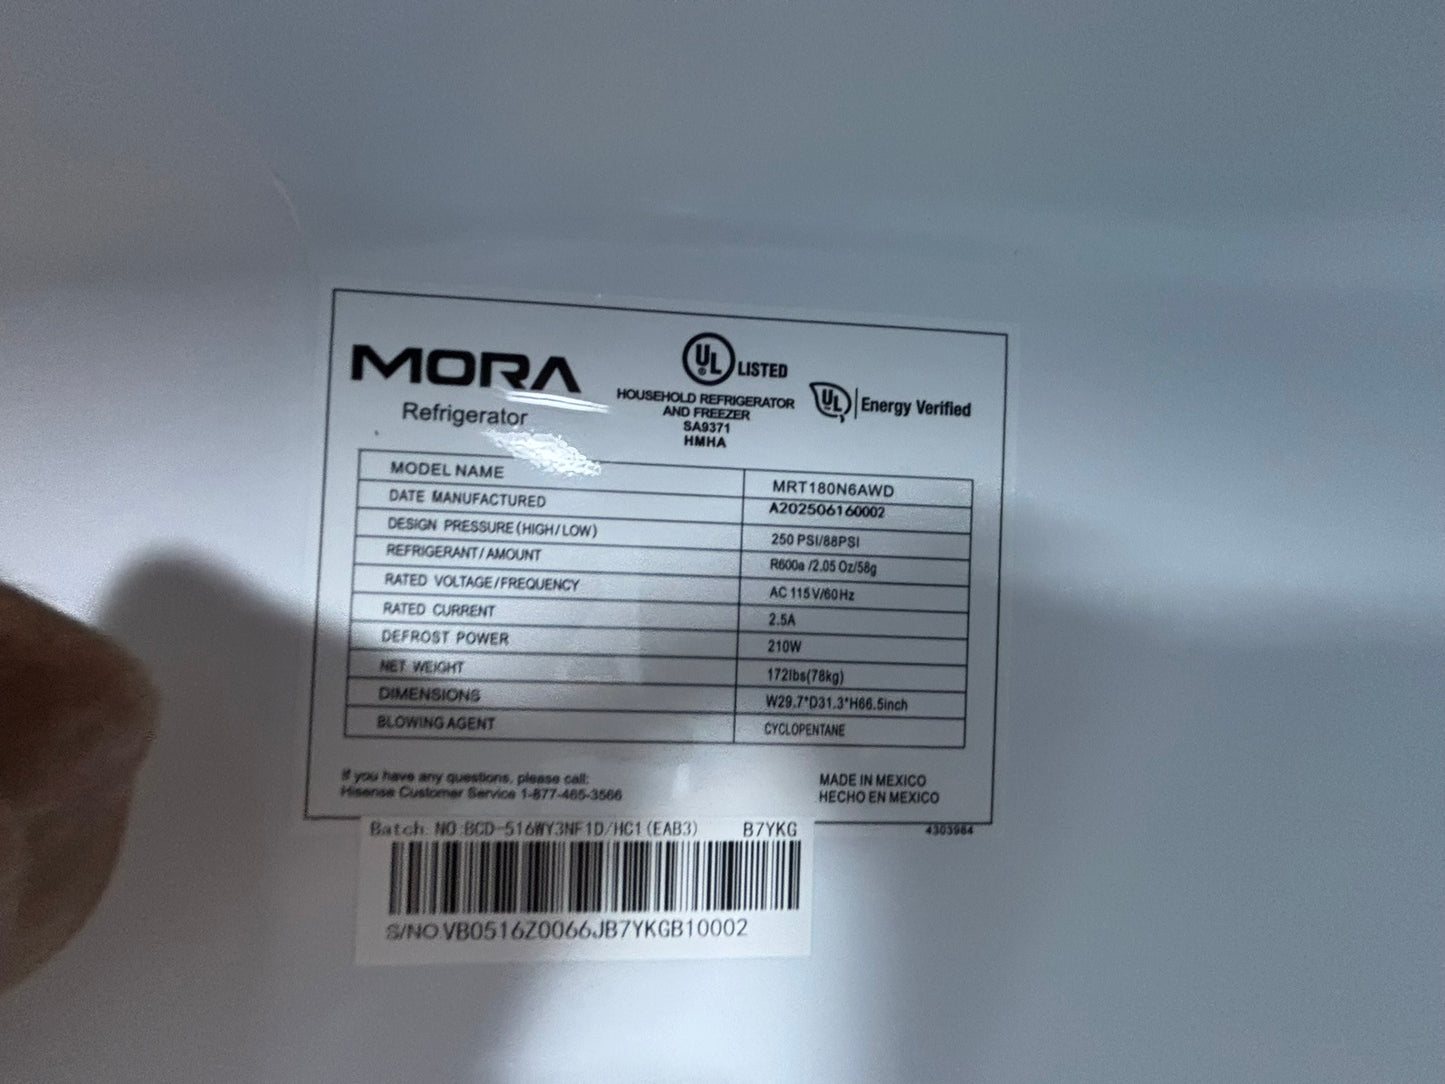 MORA
Refrigerator
UL LISTED
HOUSEHOLD REFRIGERATOR
AND FREEZER
SA9371
HMHA
UL Energy Verified
MODEL NAME MRT180N6AWD
DATE MANUFACTURED A202506160002
DESIGN PRESSURE(HIGH/LOW) 250 PSI/88PSI
REFRIGERANT/AMOUNT R600a /2.05 Oz/58g
RATED VOLTAGE/FREQUENCY AC 115V/60Hz
RATED CURRENT 2.5A
DEFROST POWER 210W
NET WEIGHT 172lbs(78kg)
DIMENSIONS W29.7*D31.3*H66.5inch
BLOWING AGENT CYCLOPENTANE
If you have any questions, please call:
Hisense Customer Service 1-877-465-3566
MADE IN MEXICO
HECHO EN MEXICO
4303984
Batch NO:BCD-516WY3NF1D/HC1(EAB3) B7YKG
S/NO VB0516Z0066JB7YKGB10002